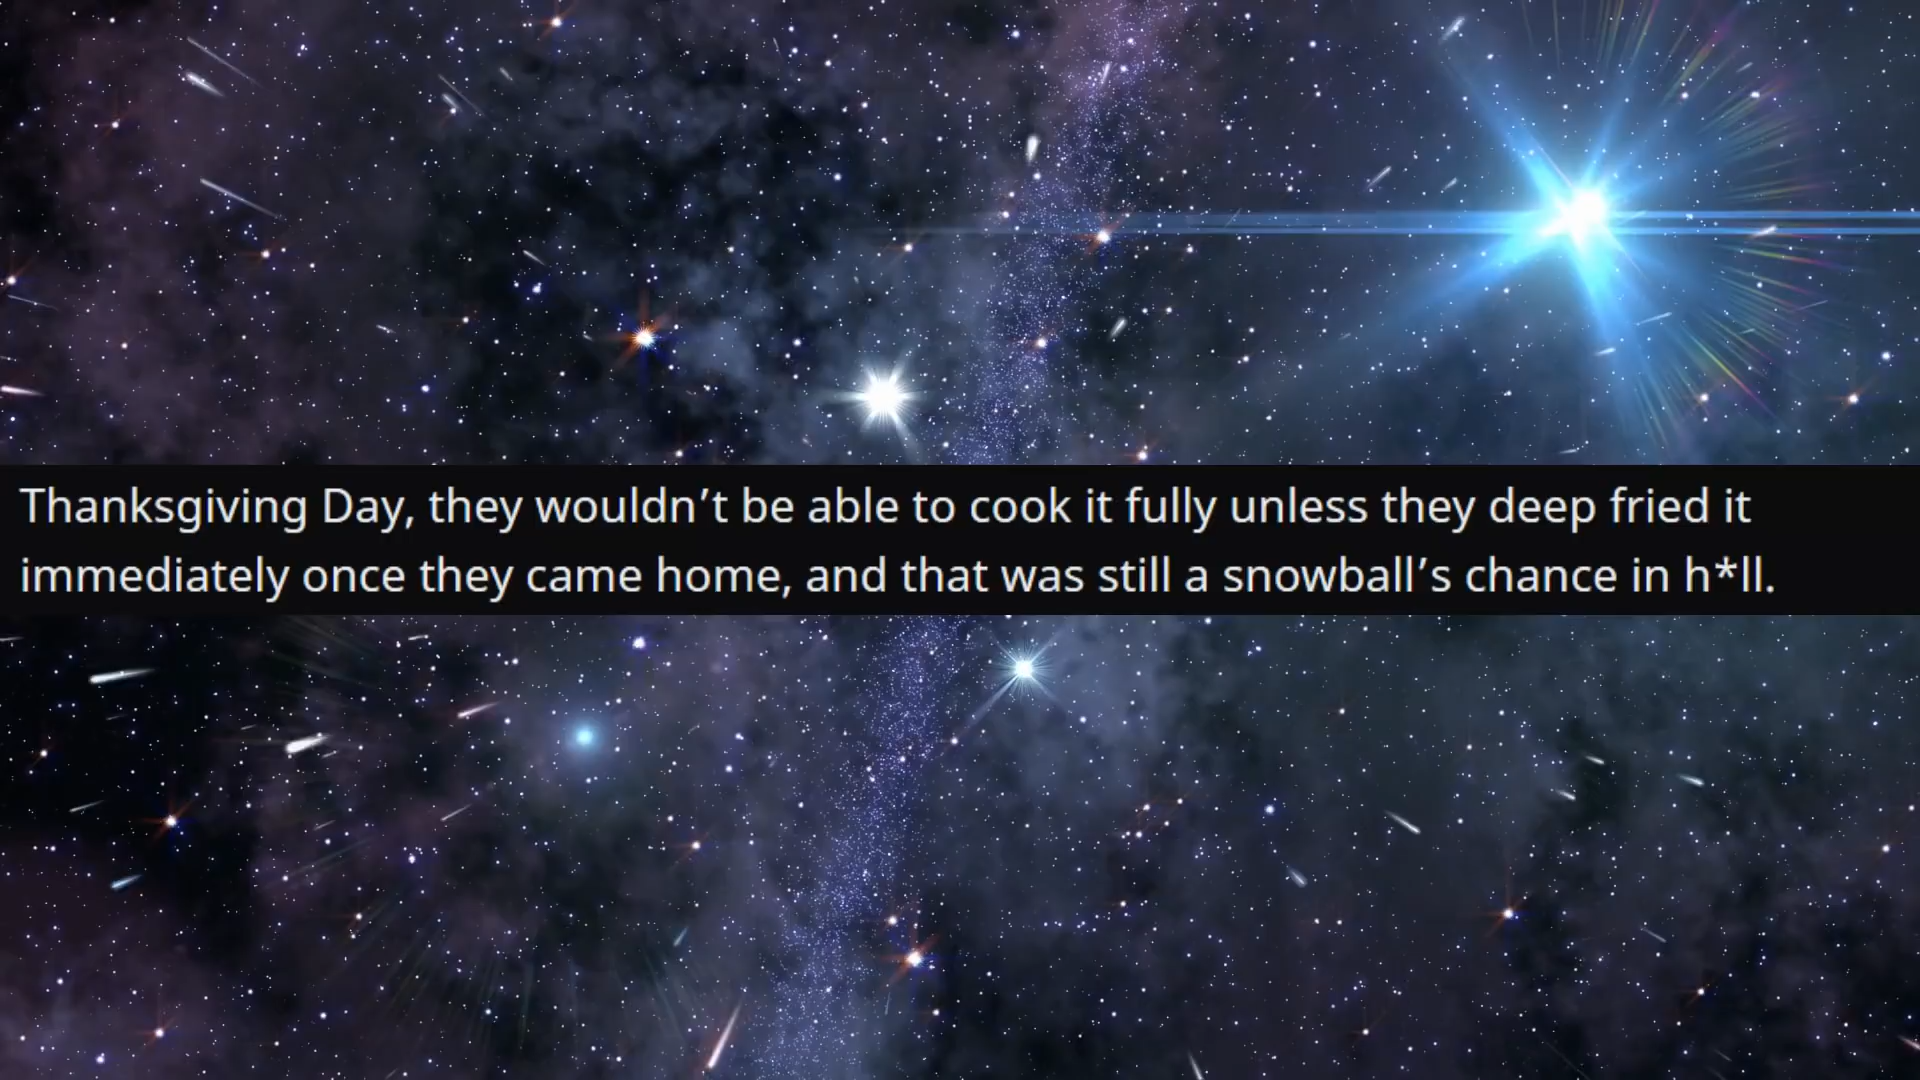 Thanksgiving Day, they wouldn’t be able to cook it fully unless they deep fried it
immediately once they came home, and that was still a snowball’s chance in h*ll.